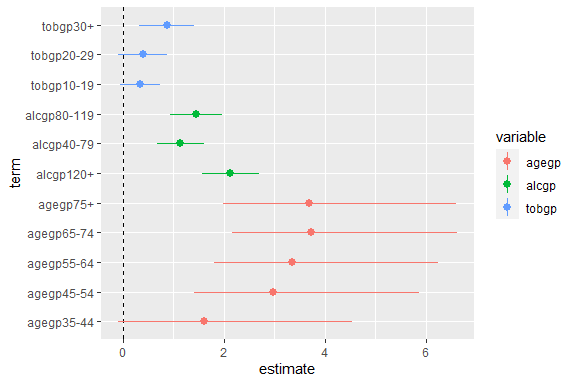 tobgp30+
tobgp20-29
tobgp10-19
alcgp80-119
alcgp40-79
alcgp120+
agegp75+
agegp65-74
agegp55-64
agegp45-54
agegp35-44
term
0 2 4 6
estimate
variable
agegp
alcgp
tobgp